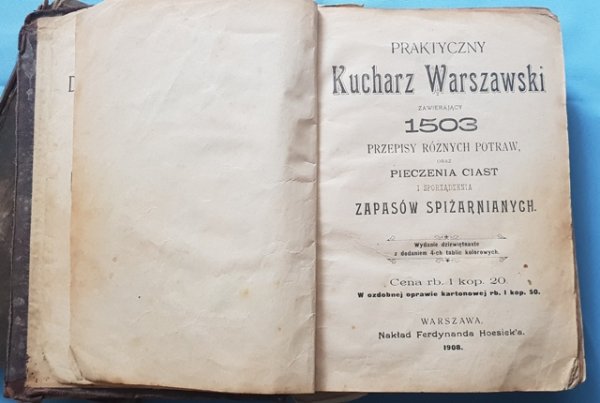 D
PRAKTYCZNY
Kucharz Warszawski
ZAWIERAJĄCY
1503
PRZEPISY RÓŻNYCH POTRAW,
ORAZ
PIECZENIA CIAST
I SPORZĄDZENIA
ZAPASÓW SPIŻARNIANYCH.
Wydanie dziewiętnaste
z dodaniem 4-ch tablic kolorowych.
Cena rb. 1 kop. 20.
W ozdobnej oprawie kartonowej rb. 1 kop. 50.
WARSZAWA.
Nakład Ferdynanda Hoesick'a.
1908.